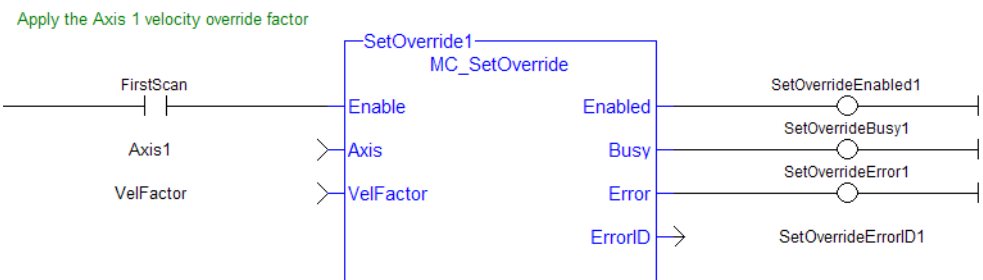 Apply the Axis 1 velocity override factor
SetOverride1
MC_SetOverride
FirstScan
SetOverrideEnabled1
Enable
Enabled
SetOverrideBusy1
Axis1
Axis
Busy
SetOverrideError1
VelFactor
VelFactor
Error
ErrorID
SetOverrideErrorID1